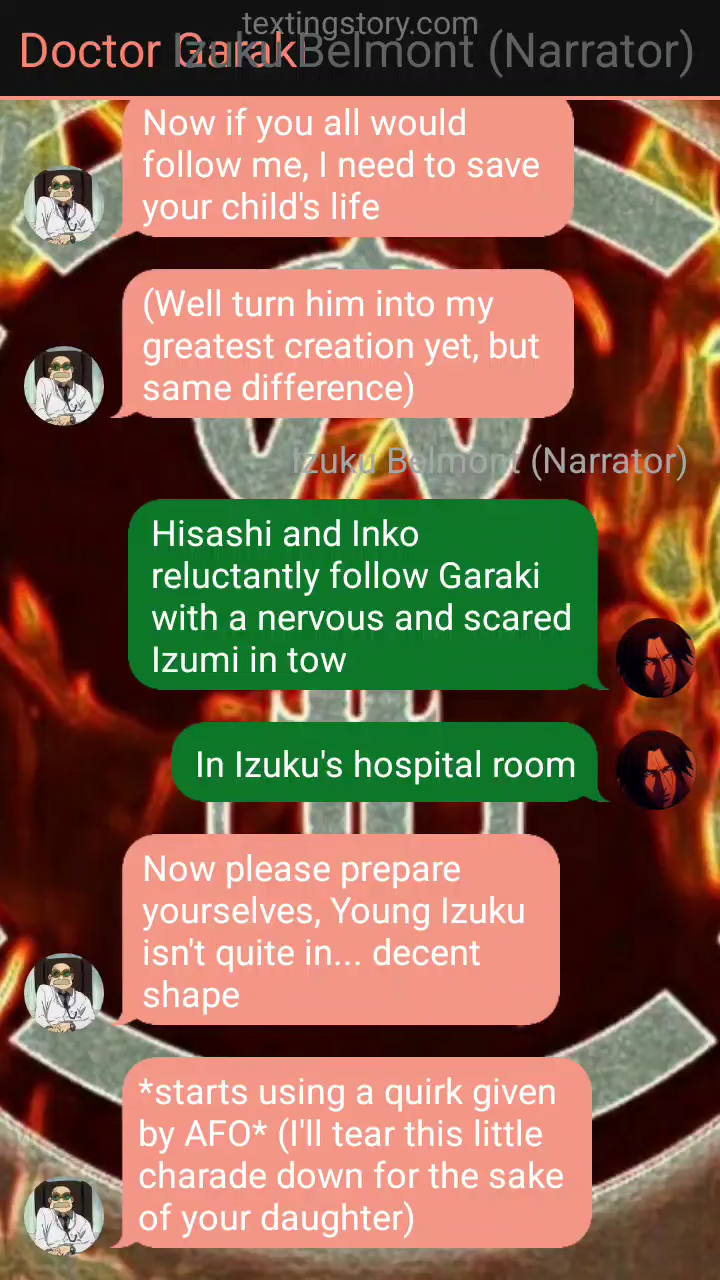 textingstory.com
Doctor Garak Izuku Belmont (Narrator)
Now if you all would
follow me, I need to save
your child's life
(Well turn him into my
greatest creation yet, but
same difference)
Izuku Belmont (Narrator)
Hisashi and Inko
reluctantly follow Garaki
with a nervous and scared
Izumi in tow
In Izuku's hospital room
Now please prepare
yourselves, Young Izuku
isn't quite in... decent
shape
*starts using a quirk given
by AFO* (I'll tear this little
charade down for the sake
of your daughter)